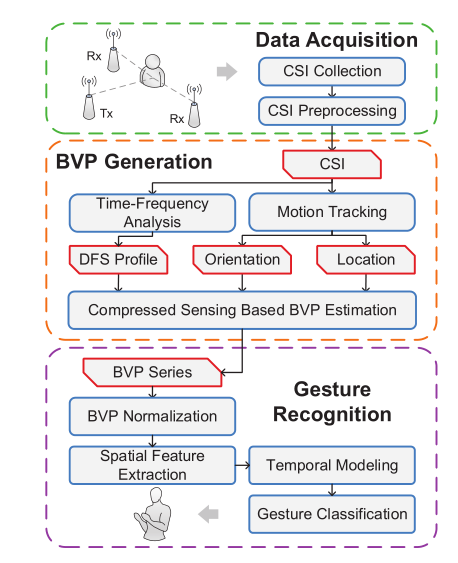 Data Acquisition
Rx
Tx
Rx
CSI Collection
CSI Preprocessing
BVP Generation
CSI
Time-Frequency
Analysis
Motion Tracking
DFS Profile
Orientation
Location
Compressed Sensing Based BVP Estimation
BVP Series
Gesture
Recognition
BVP Normalization
Spatial Feature
Extraction
Temporal Modeling
Gesture Classification